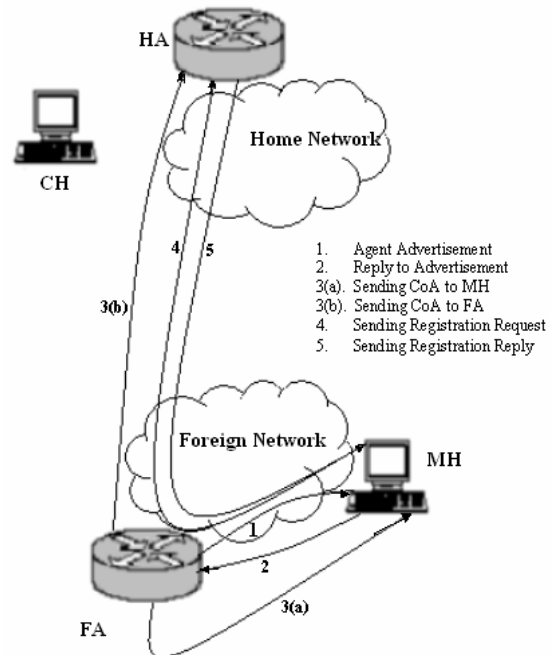 HA
Home Network
CH
1. Agent Advertisement
2. Reply to Advertisement
3(a). Sending CoA to MH
3(b). Sending CoA to FA
4. Sending Registration Request
5. Sending Registration Reply
4
5
3(b)
Foreign Network
MH
1
2
3(a)
FA